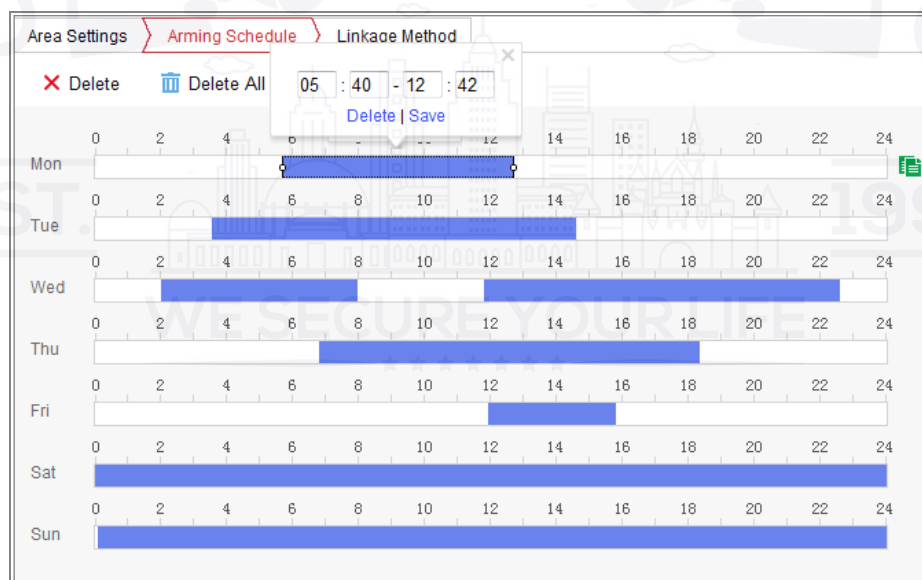 Area Settings Arming Schedule Linkage Method
Delete Delete All
05 : 40 - 12 : 42
Delete | Save
0 2 4 6 12 14 16 18 20 22 24
Mon
0 2 4 6 8 10 12 14 16 18 20 22 24
Tue
0 2 4 6 8 10 12 14 16 18 20 22 24
Wed
0 2 4 6 8 10 12 14 16 18 20 22 24
Thu
0 2 4 6 8 10 12 14 16 18 20 22 24
Fri
0 2 4 6 8 10 12 14 16 18 20 22 24
Sat
0 2 4 6 8 10 12 14 16 18 20 22 24
Sun
WE SECURE YOUR LIFE